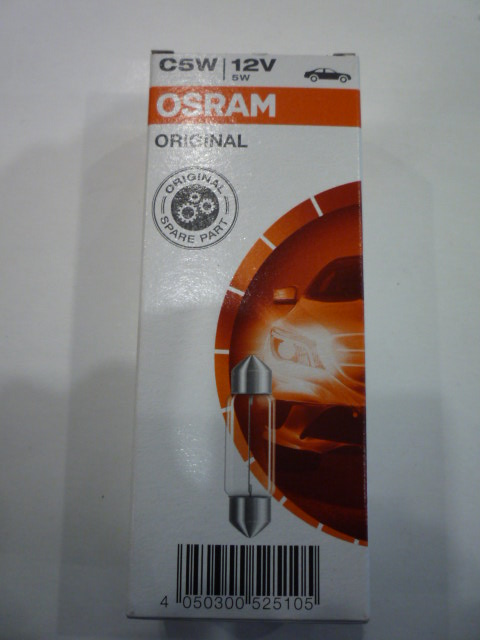 C5W | 12V
5W
OSRAM
ORIGINAL
ORIGINAL
SPARE PART
4 050300 525105